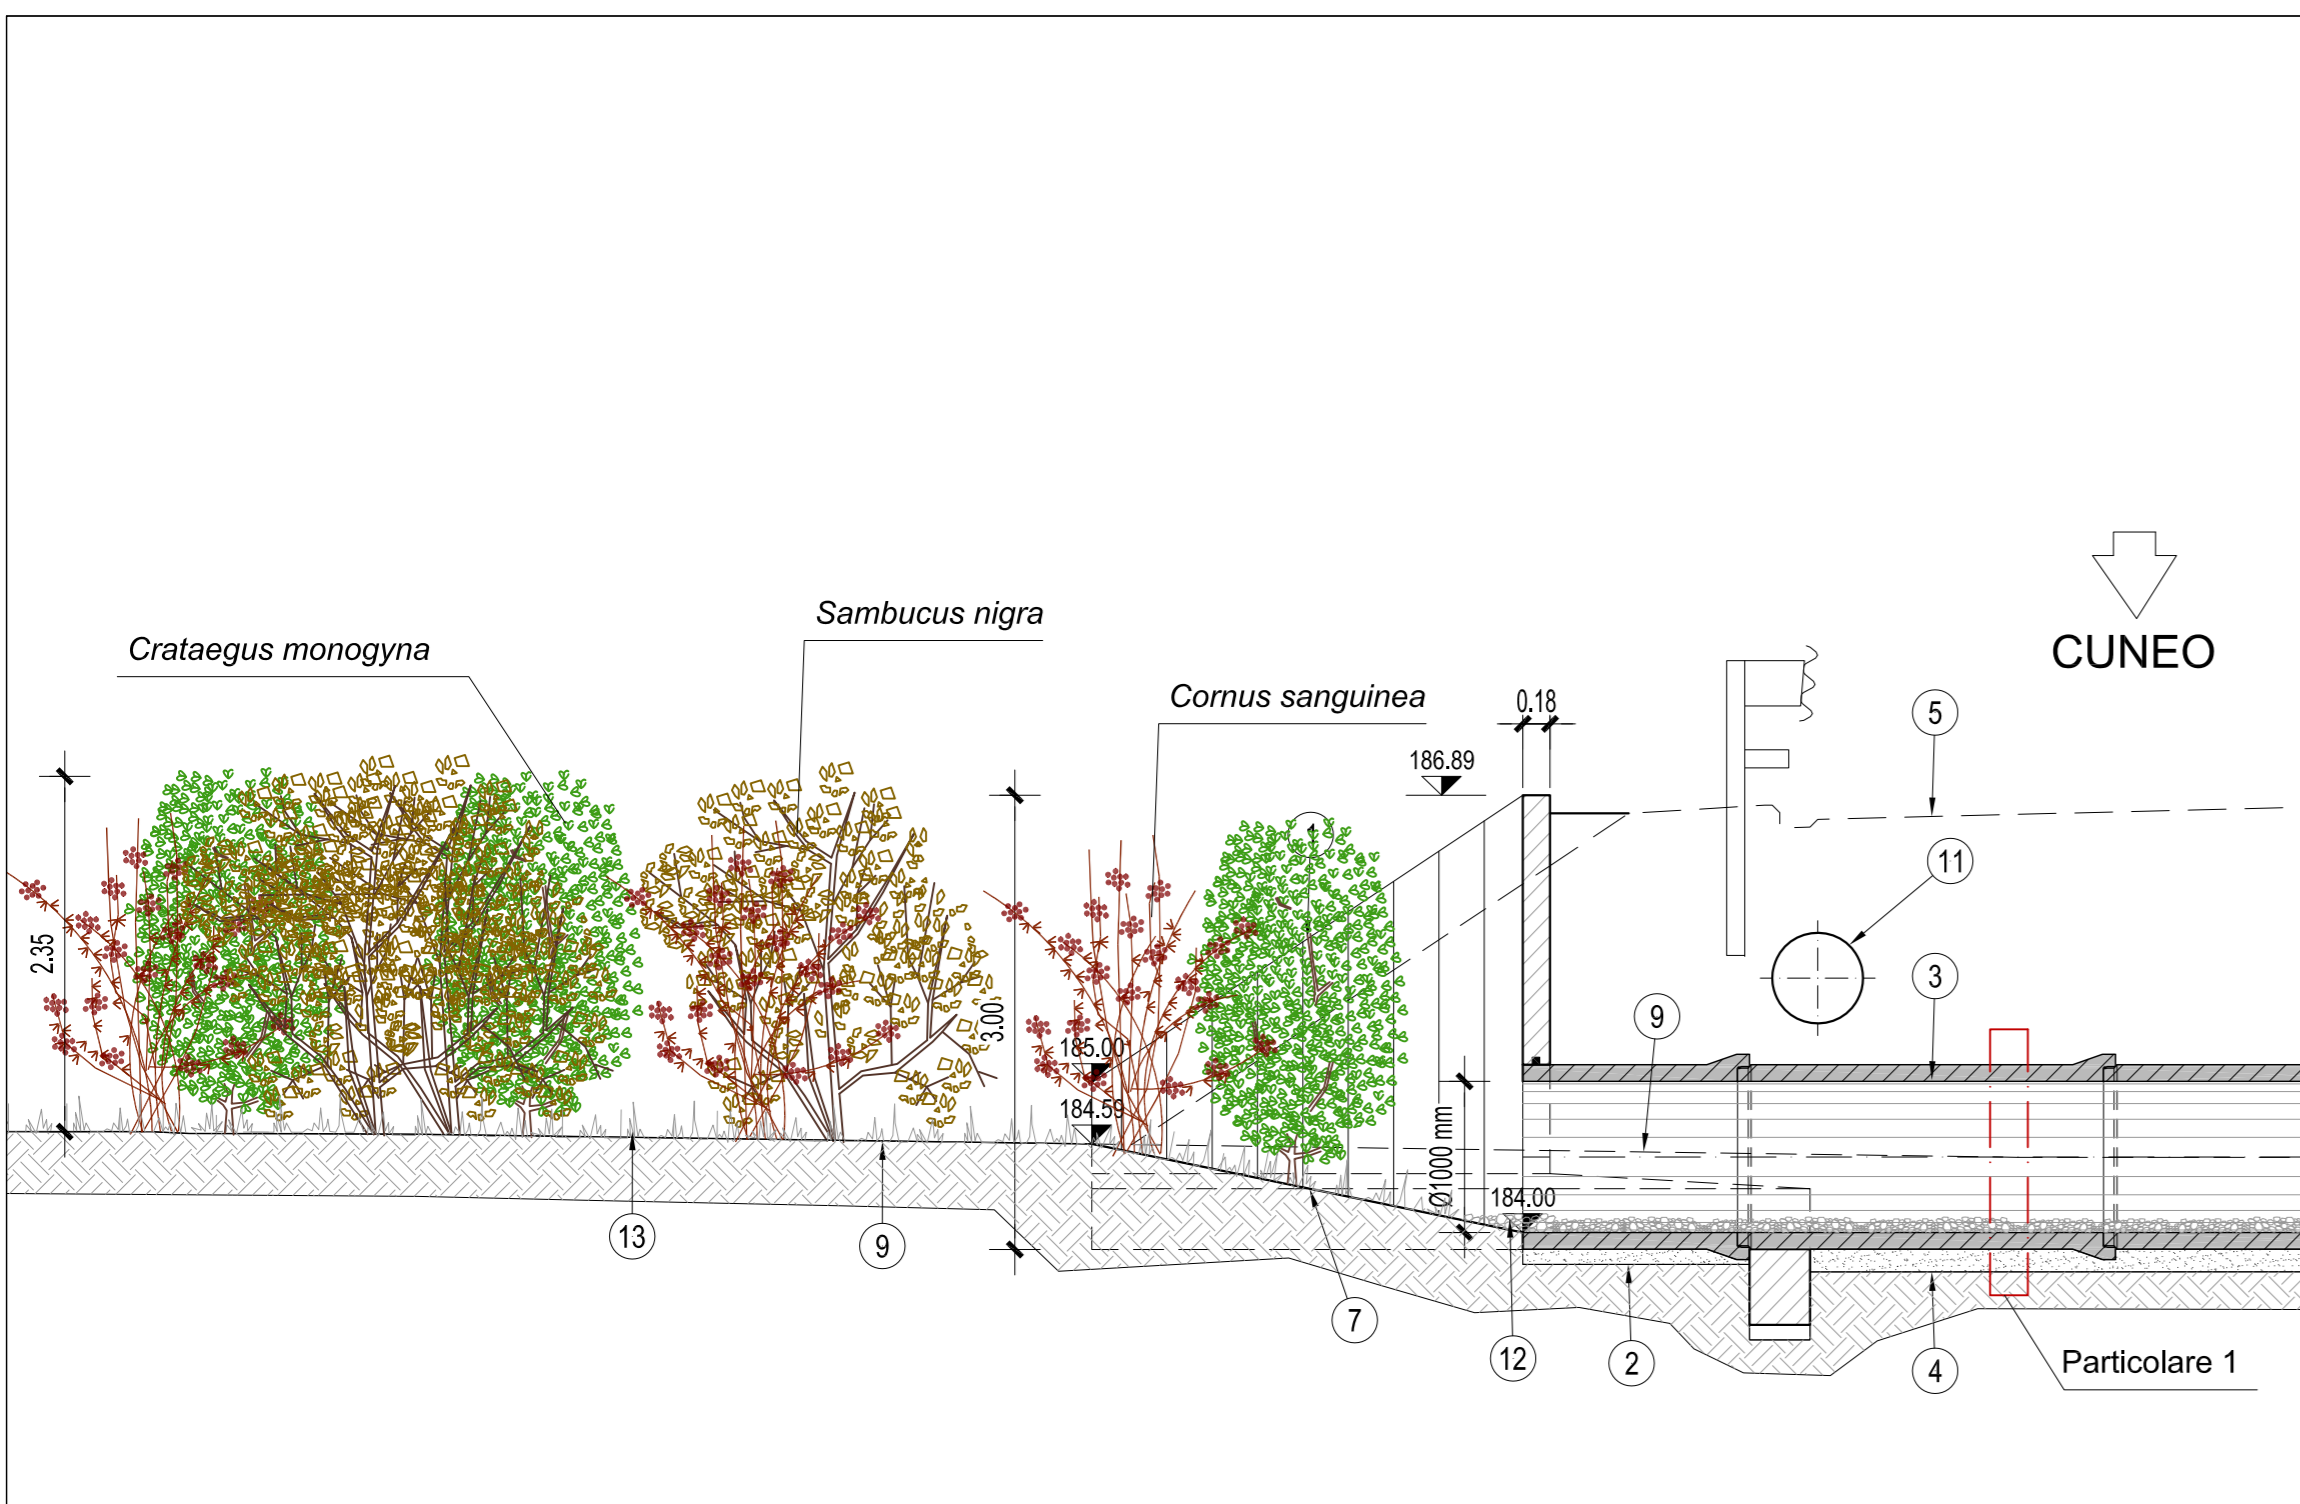 Sambucus nigra
Crataegus monogyna
CUNEO
Cornus sanguinea
0.18
5
186.89
11
2.35
3.00
3
9
185.00
184.59
Ø1000 mm
184.00
13
9
7
12
2
4
Particolare 1